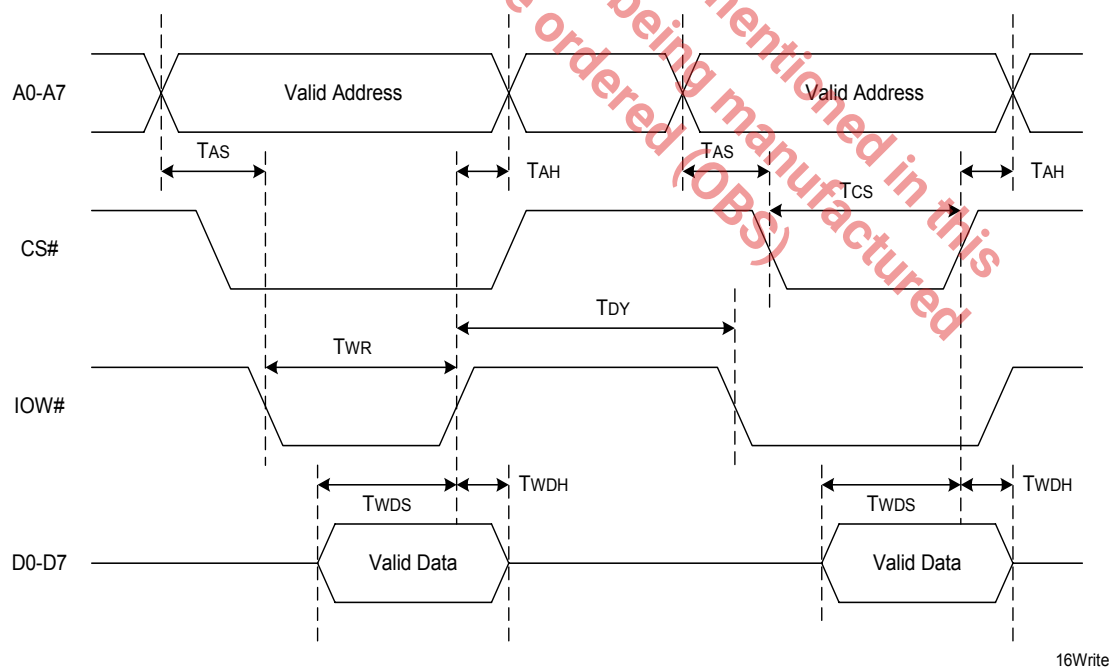 mentioned in this
being manufactured
e ordered (OBS)
A0-A7
Valid Address
Valid Address
TAS
TAH
TAS
TAH
TCS
CS#
TDY
TWR
IOW#
TWDS
TWDH
TWDS
TWDH
D0-D7
Valid Data
Valid Data
16Write